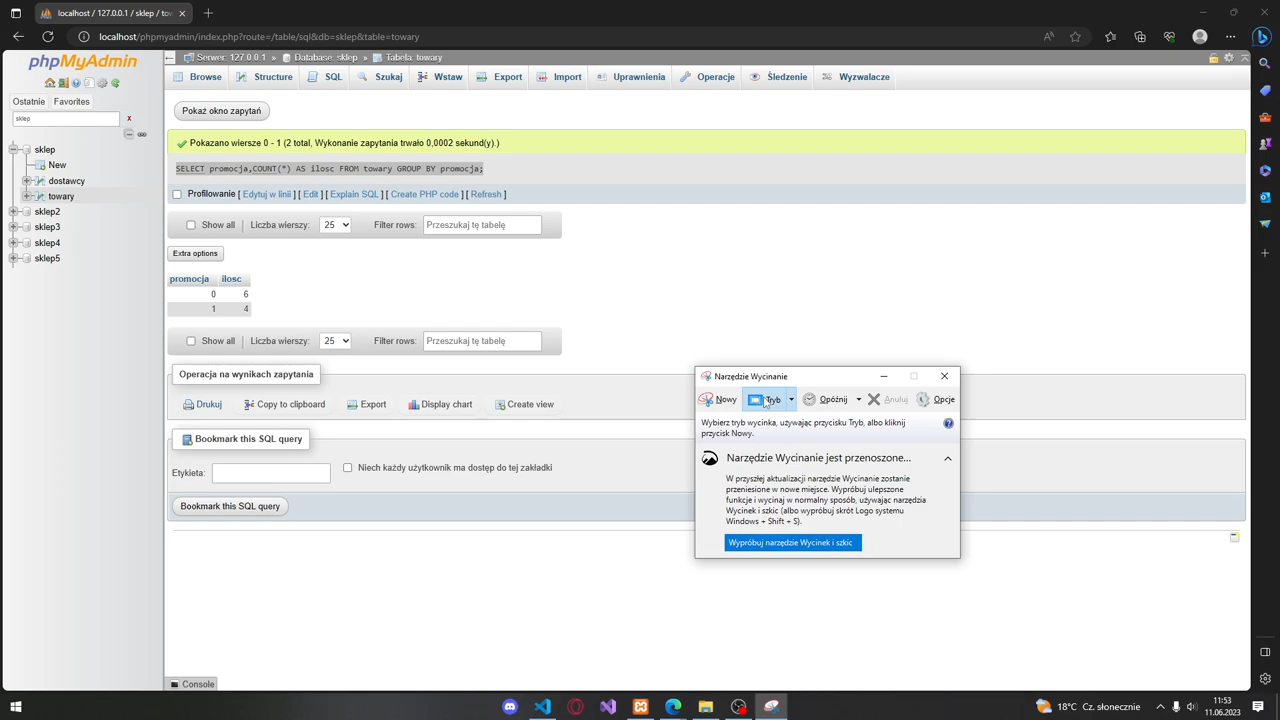 localhost / 127.0.0.1 / sklep / tow
localhost/phpmyadmin/index.php?route=/table/sql&db=sklep&table=towary
phpMyAdmin
Ostatnie Favorites
sklep x
sklep
New
dostawcy
towary
sklep2
sklep3
sklep4
sklep5
Serwer: 127.0.0.1 » Database: sklep » Tabela: towary
Browse Structure SQL Szukaj Wstaw Export Import Uprawnienia Operacje Śledzenie Wyzwalacze
Pokaż okno zapytań
Pokazano wiersze 0 - 1 (2 total, Wykonanie zapytania trwało 0,0002 sekund(y).)
SELECT promocja,COUNT(*) AS ilosc FROM towary GROUP BY promocja;
Profilowanie [ Edytuj w linii ] [ Edit ] [ Explain SQL ] [ Create PHP code ] [ Refresh ]
Show all Liczba wierszy: 25 Filter rows: Przeszukaj tę tabelę
Extra options
promocja ilosc
0 6
1 4
Show all Liczba wierszy: 25 Filter rows: Przeszukaj tę tabelę
Operacja na wynikach zapytania
Drukuj Copy to clipboard Export Display chart Create view
Bookmark this SQL query
Etykieta: Niech każdy użytkownik ma dostęp do tej zakładki
Bookmark this SQL query
Console
Narzędzie Wycinanie
Nowy Tryb Opóźnij Anuluj Opcje
Wybierz tryb wycinka, używając przycisku Tryb, albo kliknij
przycisk Nowy.
Narzędzie Wycinanie jest przenoszone...
W przyszłej aktualizacji narzędzie Wycinanie zostanie
przeniesione w nowe miejsce. Wypróbuj ulepszone
funkcje i wycinaj w normalny sposób, używając narzędzia
Wycinek i szkic (albo wypróbuj skrót Logo systemu
Windows + Shift + S).
Wypróbuj narzędzie Wycinek i szkic
18°C Cz. słonecznie
11:53
11.06.2023